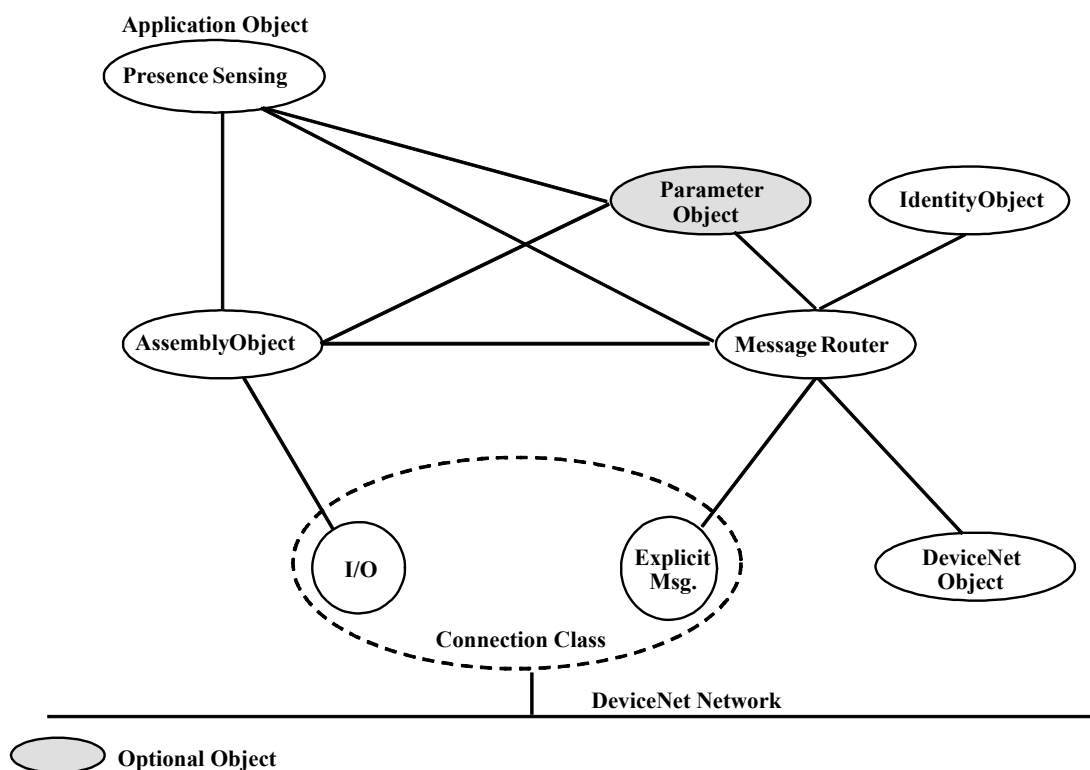 Application Object
Presence Sensing
Parameter
Object
IdentityObject
AssemblyObject
Message Router
I/O
Explicit
Msg.
DeviceNet
Object
Connection Class
DeviceNet Network
Optional Object